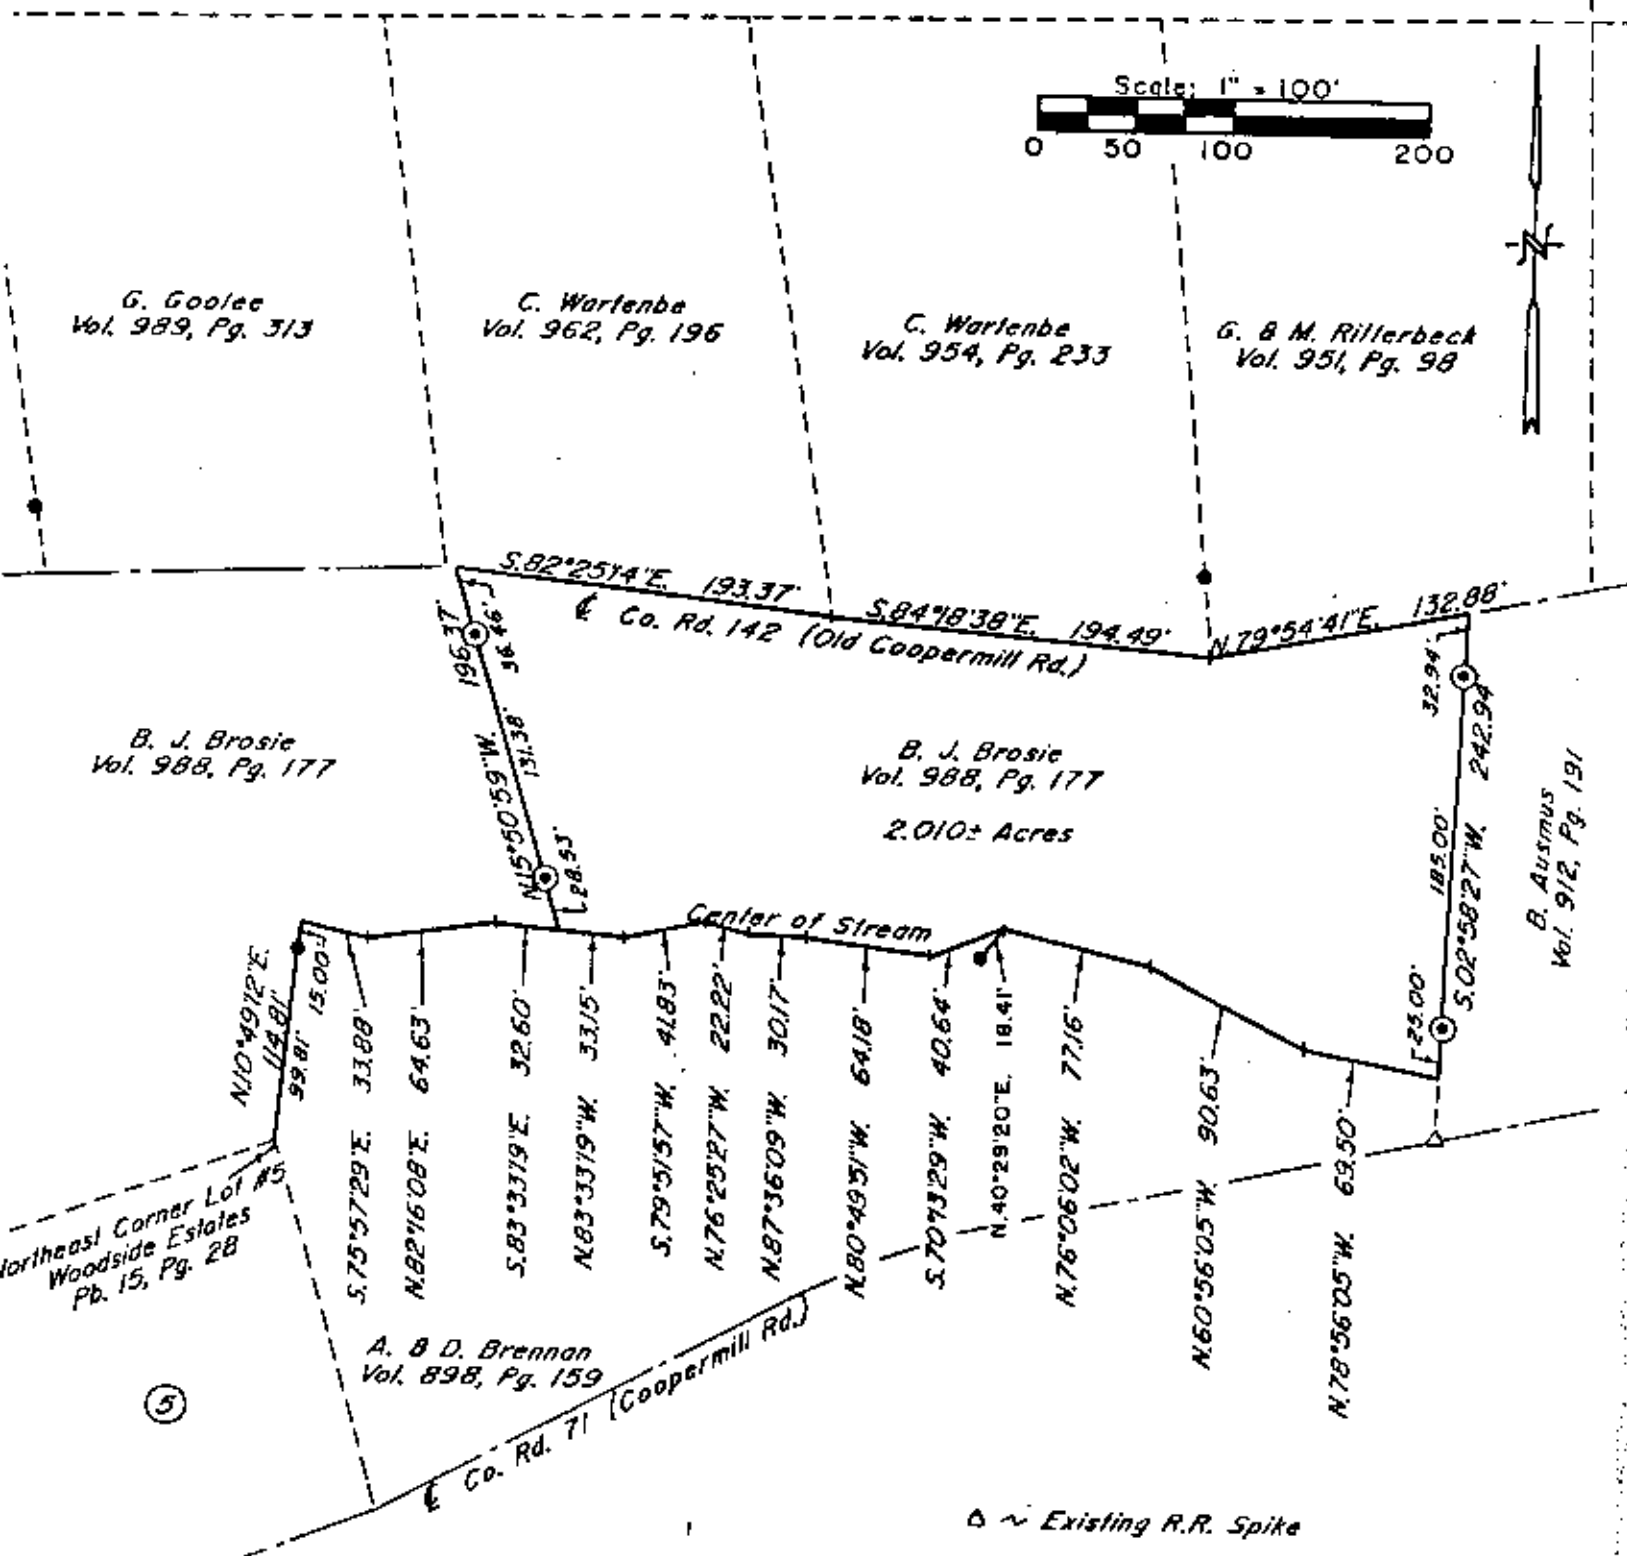 Scale: 1" = 100'
0 50 100 200
N
G. Goolee
Vol. 989, Pg. 313
C. Wartenbe
Vol. 962, Pg. 196
C. Wartenbe
Vol. 954, Pg. 233
G. & M. Ritterbeck
Vol. 951, Pg. 98
S.82°25'14"E. 193.37'
S.84°18'38"E. 194.49'
N.79°54'41"E. 132.88'
℄ Co. Rd. 142 (Old Coopermill Rd.)
196.37'
36.46'
N.15°50'59"W.
131.38'
28.53'
32.94'
242.94'
185.00'
S.02°58'27"W.
25.00'
B. J. Brosie
Vol. 988, Pg. 177
B. J. Brosie
Vol. 988, Pg. 177
2.010± Acres
B. Ausmus
Vol. 912, Pg. 191
Center of Stream
N.10°49'12"E.
114.81'
99.81'
15.00'
S.75°57'29"E. 33.88'
N.82°16'08"E. 64.63'
S.83°33'19"E. 32.60'
N.83°33'19"W. 33.15'
S.79°51'57"W. 41.83'
N.76°25'27"W. 22.22'
N.87°36'09"W. 30.17'
N.80°49'51"W. 64.18'
S.70°13'29"W. 40.64'
N.40°29'20"E. 18.41'
N.76°06'02"W. 77.16'
N.60°56'05"W. 90.63'
N.78°56'05"W. 69.50'
Northeast Corner Lot #5
Woodside Estates
Pb. 15, Pg. 28
A. & D. Brennan
Vol. 898, Pg. 159
5
℄ Co. Rd. 71 (Coopermill Rd.)
△ ~ Existing R.R. Spike